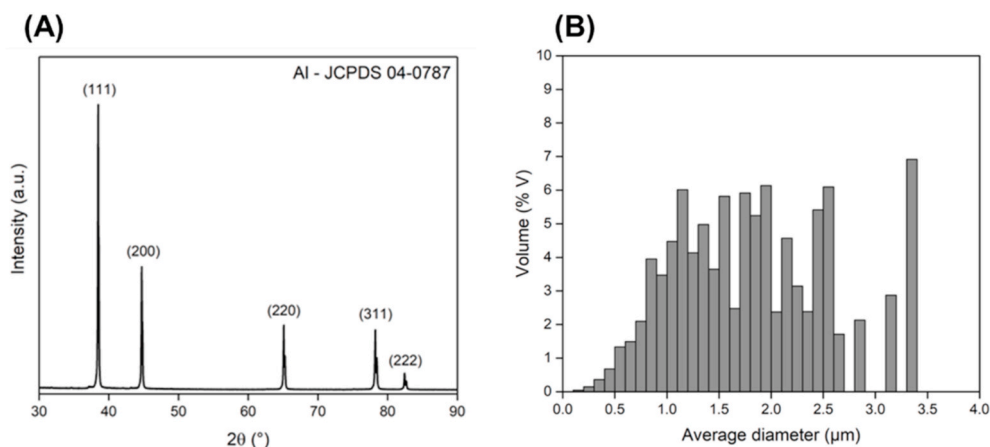 (A)
Al - JCPDS 04-0787
(111)
(200)
(220)
(311)
(222)
Intensity (a.u.)
30 40 50 60 70 80 90
2θ (°)
(B)
10
9
8
7
6
5
4
3
2
1
0
Volume (% V)
0.0 0.5 1.0 1.5 2.0 2.5 3.0 3.5 4.0
Average diameter (µm)